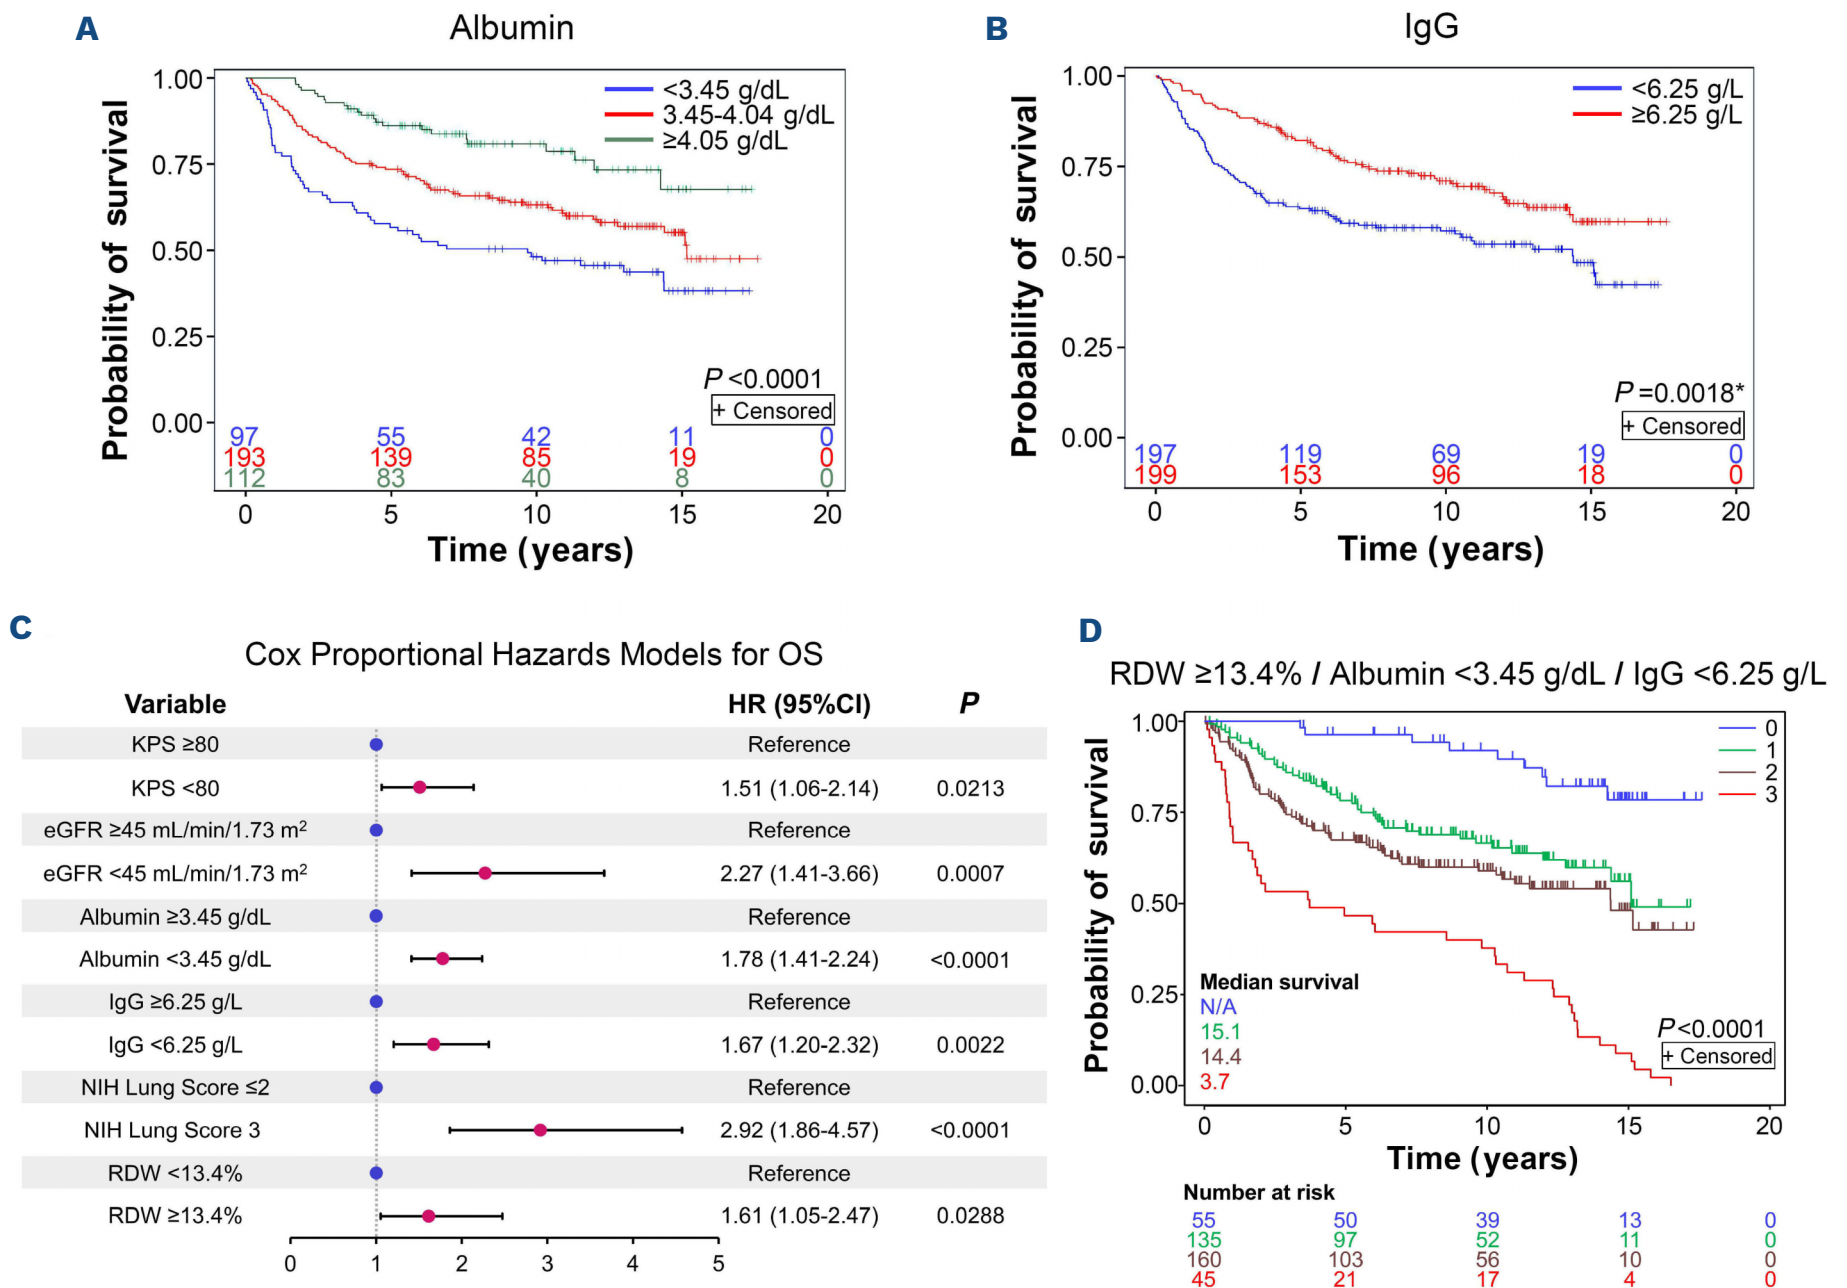 A
Albumin
Probability of survival
1.00
0.75
0.50
0.25
0.00
<3.45 g/dL
3.45-4.04 g/dL
≥4.05 g/dL
P <0.0001
+ Censored
97 55 42 11 0
193 139 85 19 0
112 83 40 8 0
0 5 10 15 20
Time (years)
B
IgG
Probability of survival
1.00
0.75
0.50
0.25
0.00
<6.25 g/L
≥6.25 g/L
P =0.0018*
+ Censored
197 119 69 19 0
199 153 96 18 0
0 5 10 15 20
Time (years)
C
Cox Proportional Hazards Models for OS
Variable HR (95%CI) P
KPS ≥80 Reference
KPS <80 1.51 (1.06-2.14) 0.0213
eGFR ≥45 mL/min/1.73 m² Reference
eGFR <45 mL/min/1.73 m² 2.27 (1.41-3.66) 0.0007
Albumin ≥3.45 g/dL Reference
Albumin <3.45 g/dL 1.78 (1.41-2.24) <0.0001
IgG ≥6.25 g/L Reference
IgG <6.25 g/L 1.67 (1.20-2.32) 0.0022
NIH Lung Score ≤2 Reference
NIH Lung Score 3 2.92 (1.86-4.57) <0.0001
RDW <13.4% Reference
RDW ≥13.4% 1.61 (1.05-2.47) 0.0288
0 1 2 3 4 5
D
RDW ≥13.4% / Albumin <3.45 g/dL / IgG <6.25 g/L
Probability of survival
1.00
0.75
0.50
0.25
0.00
0
1
2
3
Median survival
N/A
15.1
14.4
3.7
P<0.0001
+ Censored
0 5 10 15 20
Time (years)
Number at risk
55 50 39 13 0
135 97 52 11 0
160 103 56 10 0
45 21 17 4 0